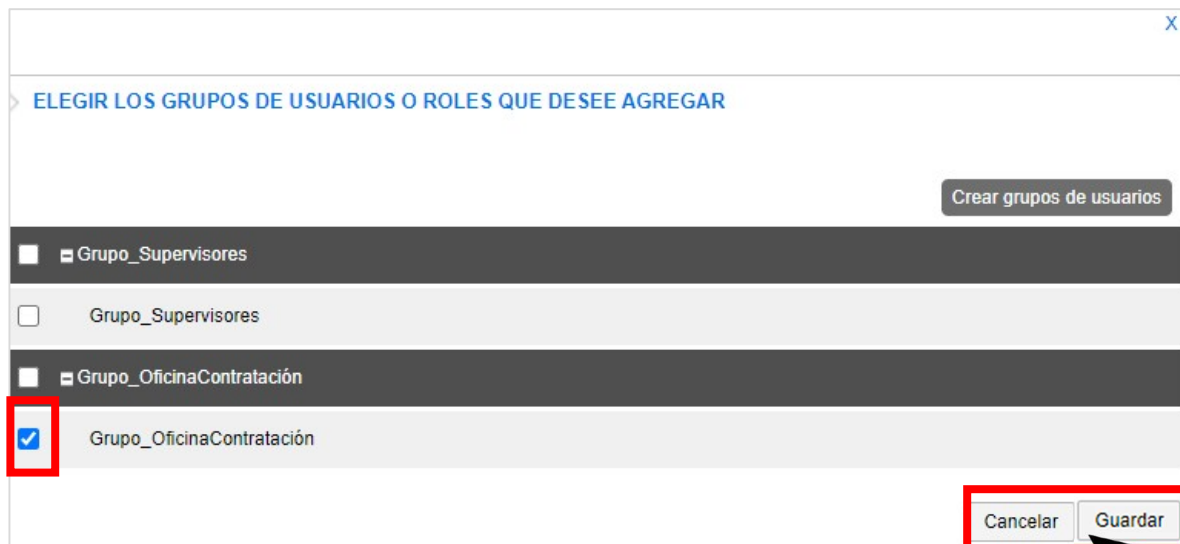 X
ELEGIR LOS GRUPOS DE USUARIOS O ROLES QUE DESEE AGREGAR
Crear grupos de usuarios
Grupo_Supervisores
Grupo_Supervisores
Grupo_OficinaContratación
Grupo_OficinaContratación
Cancelar Guardar